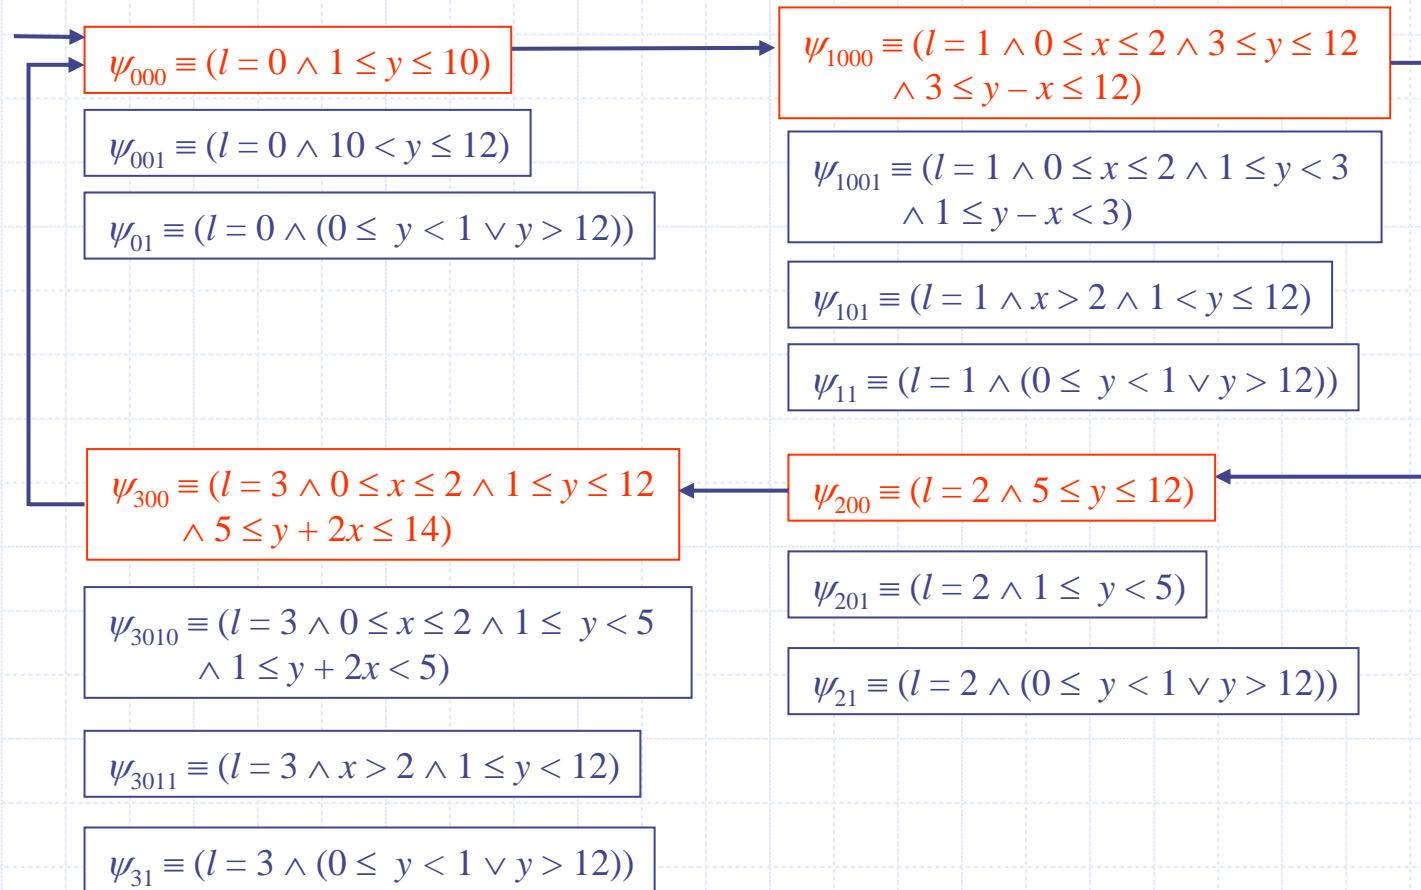 ψ000 ≡ (l = 0 ∧ 1 ≤ y ≤ 10)
ψ001 ≡ (l = 0 ∧ 10 < y ≤ 12)
ψ01 ≡ (l = 0 ∧ (0 ≤ y < 1 ∨ y > 12))
ψ1000 ≡ (l = 1 ∧ 0 ≤ x ≤ 2 ∧ 3 ≤ y ≤ 12
∧ 3 ≤ y – x ≤ 12)
ψ1001 ≡ (l = 1 ∧ 0 ≤ x ≤ 2 ∧ 1 ≤ y < 3
∧ 1 ≤ y – x < 3)
ψ101 ≡ (l = 1 ∧ x > 2 ∧ 1 < y ≤ 12)
ψ11 ≡ (l = 1 ∧ (0 ≤ y < 1 ∨ y > 12))
ψ300 ≡ (l = 3 ∧ 0 ≤ x ≤ 2 ∧ 1 ≤ y ≤ 12
∧ 5 ≤ y + 2x ≤ 14)
ψ3010 ≡ (l = 3 ∧ 0 ≤ x ≤ 2 ∧ 1 ≤ y < 5
∧ 1 ≤ y + 2x < 5)
ψ3011 ≡ (l = 3 ∧ x > 2 ∧ 1 ≤ y < 12)
ψ31 ≡ (l = 3 ∧ (0 ≤ y < 1 ∨ y > 12))
ψ200 ≡ (l = 2 ∧ 5 ≤ y ≤ 12)
ψ201 ≡ (l = 2 ∧ 1 ≤ y < 5)
ψ21 ≡ (l = 2 ∧ (0 ≤ y < 1 ∨ y > 12))